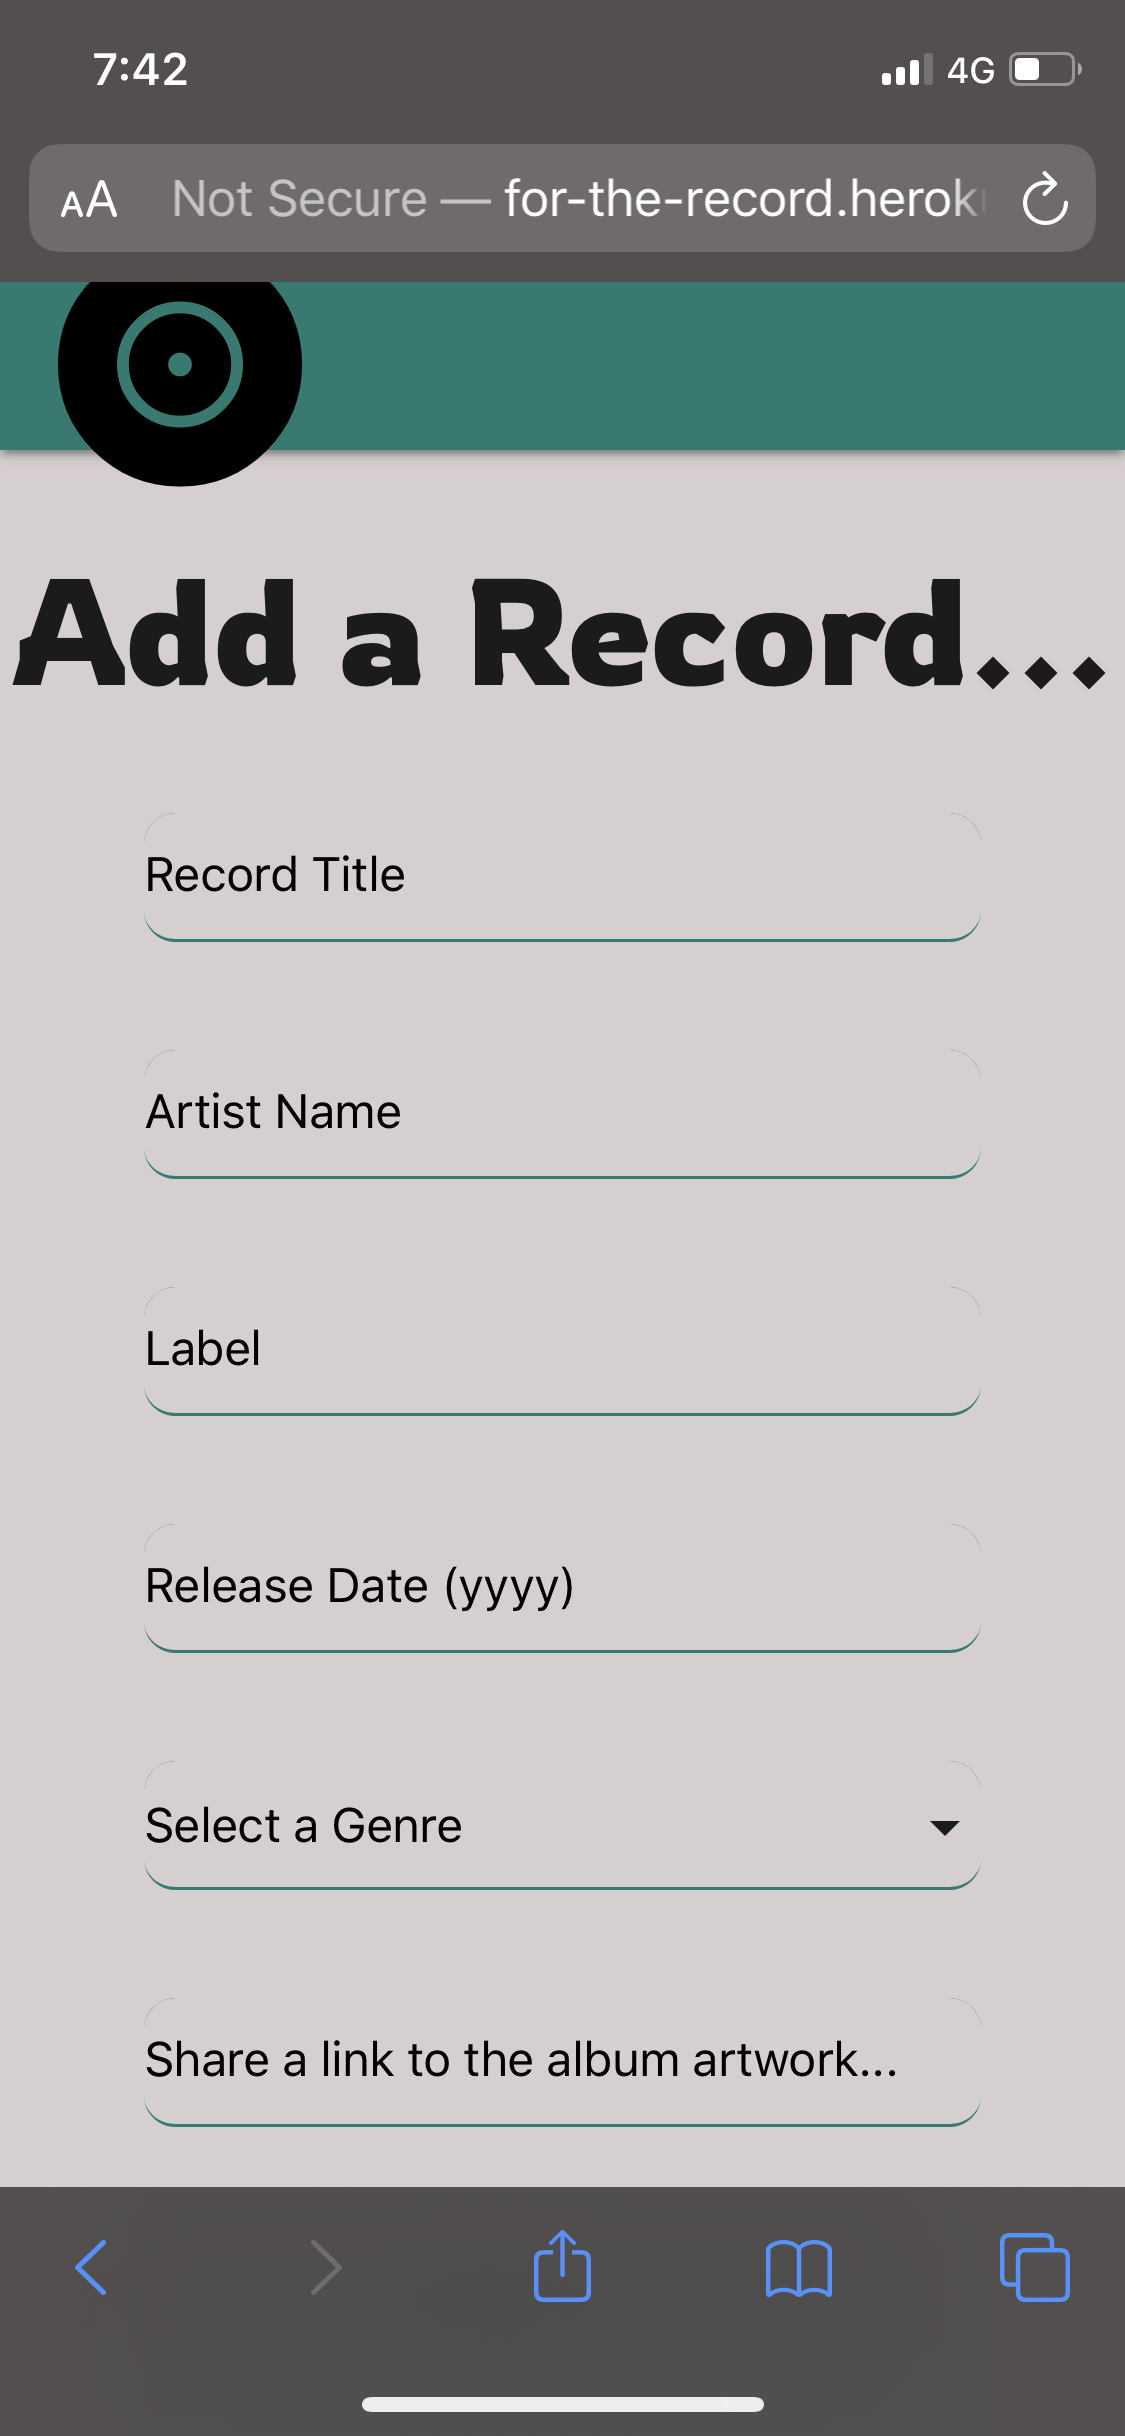 7:42
4G
AA
Not Secure — for-the-record.herok
Add a Record...
Record Title
Artist Name
Label
Release Date (yyyy)
Select a Genre
Share a link to the album artwork...